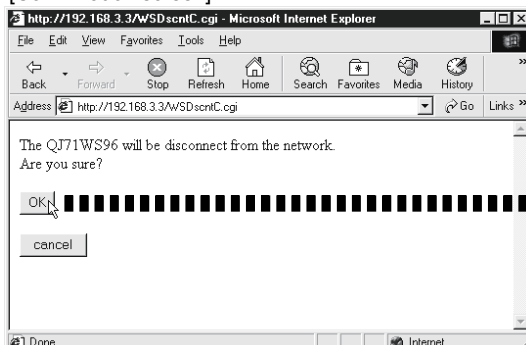 http://192.168.3.3/WSDscntC.cgi - Microsoft Internet Explorer
File Edit View Favorites Tools Help
Back Forward Stop Refresh Home Search Favorites Media History
Address http://192.168.3.3/WSDscntC.cgi Go Links
The QJ71WS96 will be disconnect from the network.
Are you sure?
OK
cancel
Done Internet